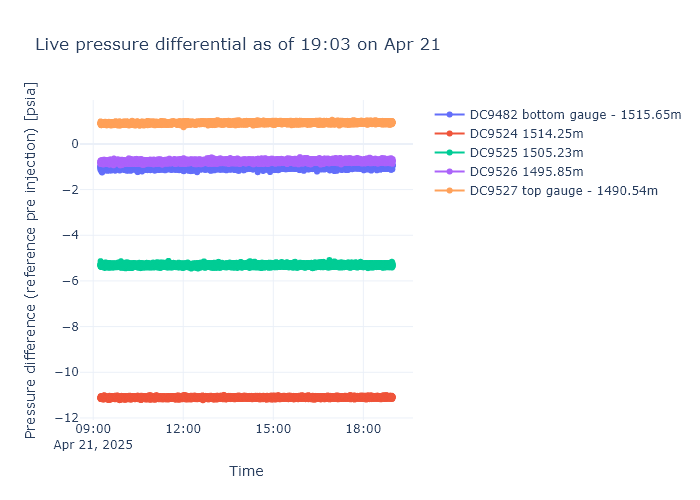 Live pressure differential as of 19:03 on Apr 21
Pressure difference (reference pre injection) [psia]
0
−2
−4
−6
−8
−10
−12
09:00
12:00
15:00
18:00
Apr 21, 2025
Time
DC9482 bottom gauge - 1515.65m
DC9524 1514.25m
DC9525 1505.23m
DC9526 1495.85m
DC9527 top gauge - 1490.54m